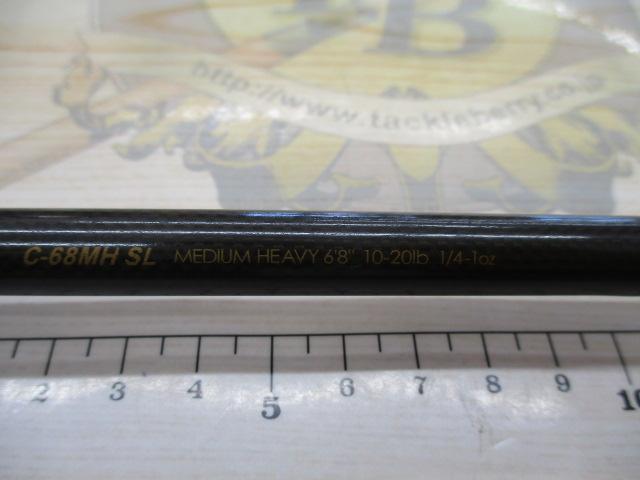 B
http://www.tackleberry.co.jp
C-68MH SL MEDIUM HEAVY 6'8" 10-20lb 1/4-1oz
2 3 4 5 6 7 8 9 10